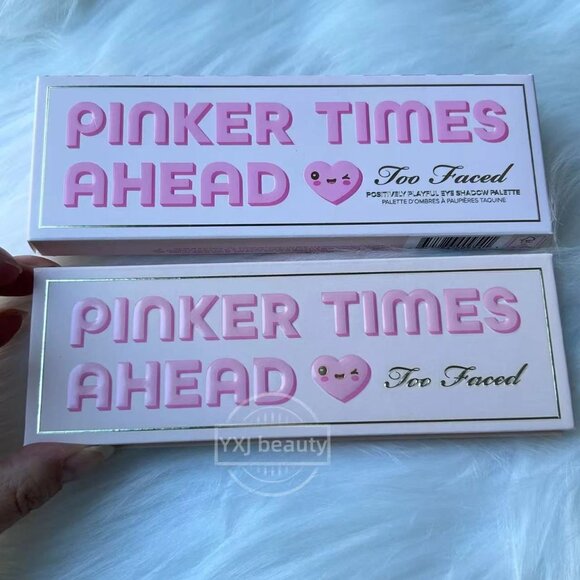 PINKER TIMES
AHEAD Too Faced
POSITIVELY PLAYFUL EYE SHADOW PALETTE
PALETTE D'OMBRES À PAUPIÈRES TAQUINE
PINKER TIMES
AHEAD Too Faced
YXJ beauty